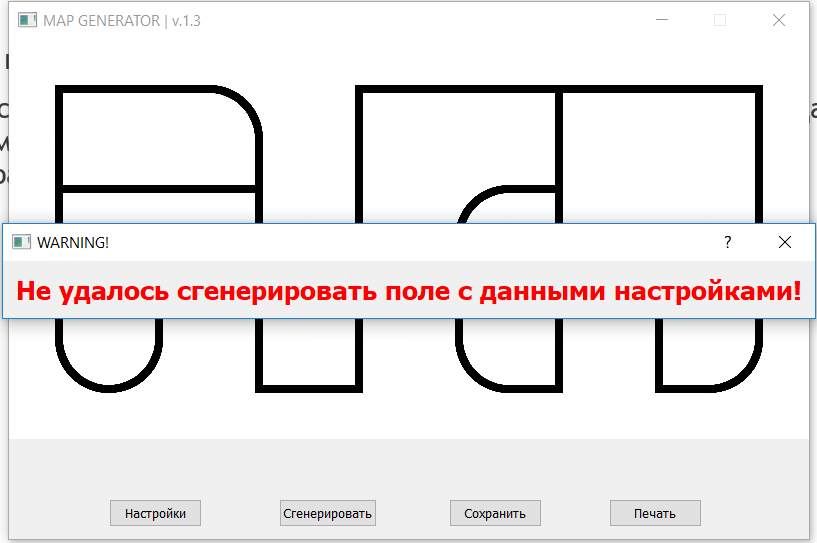 MAP GENERATOR | v.1.3
WARNING!
?
Не удалось сгенерировать поле с данными настройками!
Настройки
Сгенерировать
Сохранить
Печать